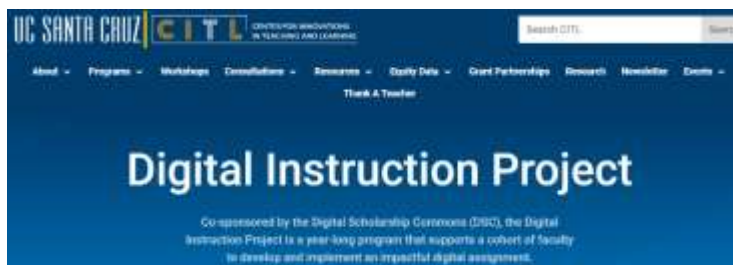 UC SANTA CRUZ CITL CENTER FOR INNOVATIONS
IN TEACHING AND LEARNING
Search CITL
About Programs Workshops Consultations Resources Equity Data Grant Partnerships Research Newsletter Events
Thank A Teacher
Digital Instruction Project
Co-sponsored by the Digital Scholarship Commons (DSC), the Digital
Instruction Project is a year-long program that supports a cohort of faculty
to develop and implement an impactful digital assignment.